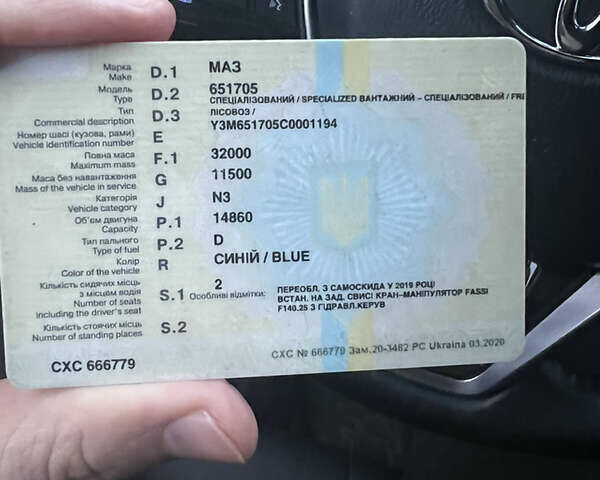 Марка
Make D.1 МАЗ
Модель D.2 651705
Type СПЕЦІАЛІЗОВАНИЙ / SPECIALIZED ВАНТАЖНИЙ – СПЕЦІАЛІЗОВАНИЙ / FRE
Тип D.3 ЛІСОВОЗ /
Commercial description
Номер шасі (кузова, рами) E Y3M651705C0001194
Vehicle identification number
Повна маса F.1 32000
Maximum mass
Маса без навантаження G 11500
Mass of the vehicle in service
Категорія J N3
Vehicle category
Об'єм двигуна P.1 14860
Capacity
Тип пального P.2 D
Type of fuel
Колір R СИНІЙ / BLUE
Color of the vehicle
Кількість сидячих місць
з місцем водія S.1 2
Number of seats
including the driver's seat
Особливі відмітки: ПЕРЕОБЛ. З САМОСКИДА У 2019 РОЦІ
ВСТАН. НА ЗАД. СВИСІ КРАН-МАНІПУЛЯТОР FASSI
F140.25 З ГІДРАВЛ.КЕРУВ
Кількість стоячих місць S.2
Number of standing places
СХС 666779
СХС № 666779 Зам.20-3482 РС Ukraina 03.2020